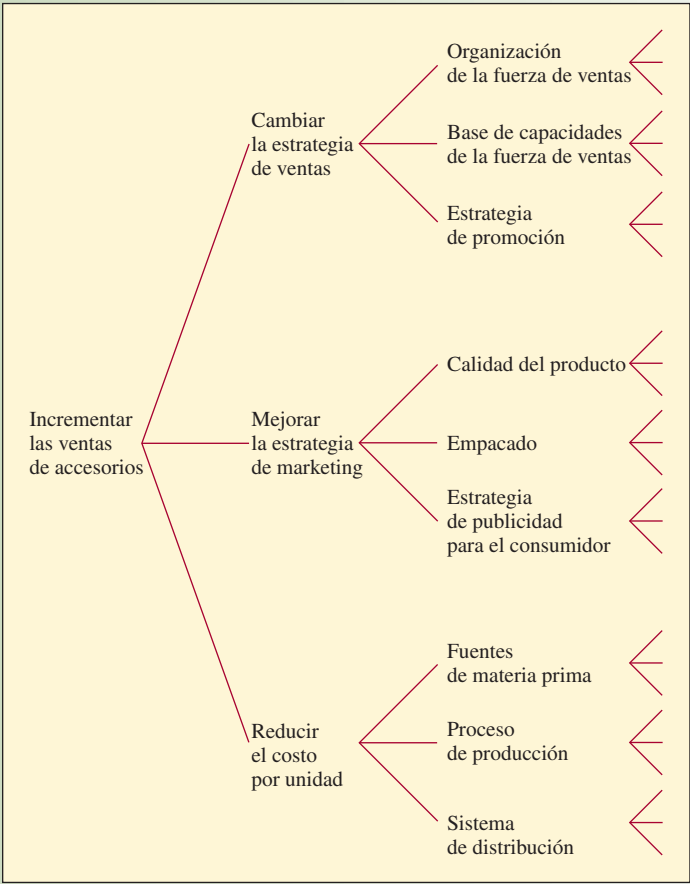 Incrementar
las ventas
de accesorios
Cambiar
la estrategia
de ventas
Organización
de la fuerza de ventas
Base de capacidades
de la fuerza de ventas
Estrategia
de promoción
Mejorar
la estrategia
de marketing
Calidad del producto
Empacado
Estrategia
de publicidad
para el consumidor
Reducir
el costo
por unidad
Fuentes
de materia prima
Proceso
de producción
Sistema
de distribución